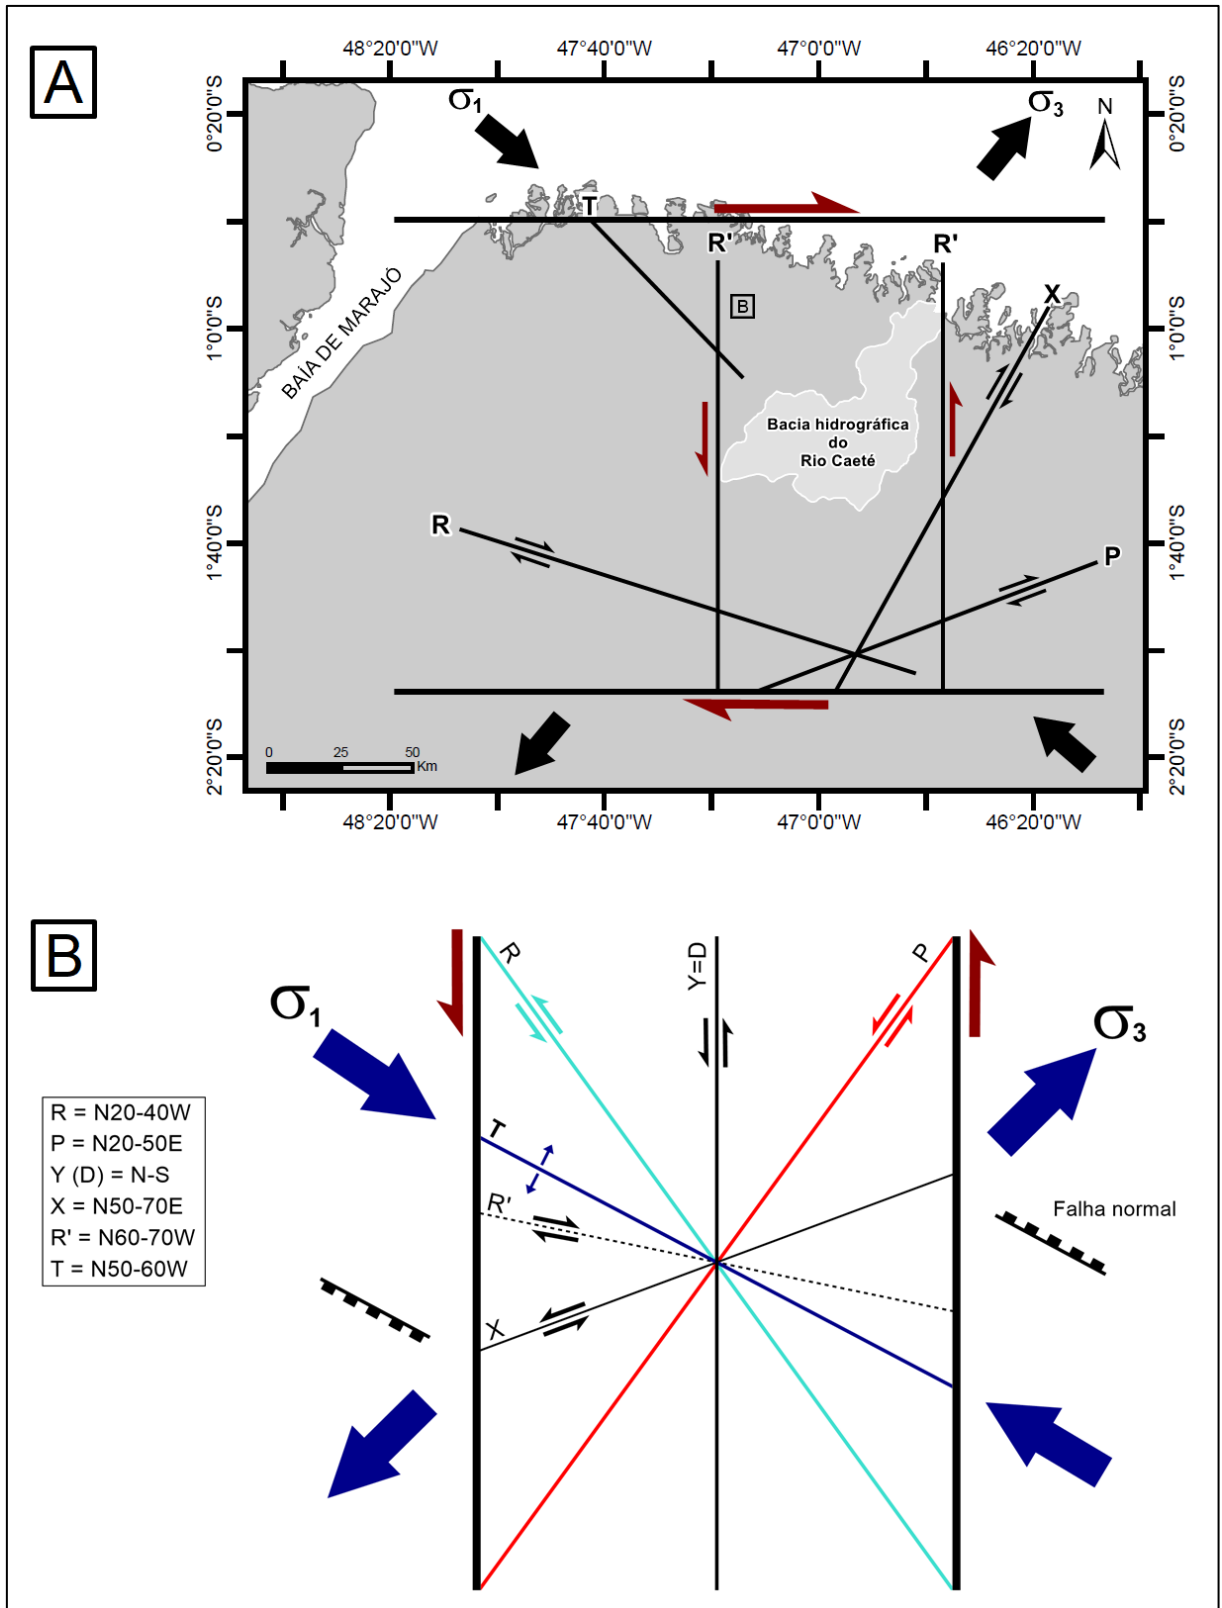 A
48°20'0"W 47°40'0"W 47°0'0"W 46°20'0"W
0°20'0"S 0°20'0"S
σ1 σ3 N
T
R' R'
B
X
BAÍA DE MARAJÓ
1°0'0"S 1°0'0"S
Bacia hidrográfica
do
Rio Caeté
R
P
1°40'0"S 1°40'0"S
0 25 50
Km
2°20'0"S 2°20'0"S
48°20'0"W 47°40'0"W 47°0'0"W 46°20'0"W
B
R Y=D P
σ1 σ3
R = N20-40W
P = N20-50E
Y (D) = N-S
X = N50-70E
R' = N60-70W
T = N50-60W
T
R'
Falha normal
X